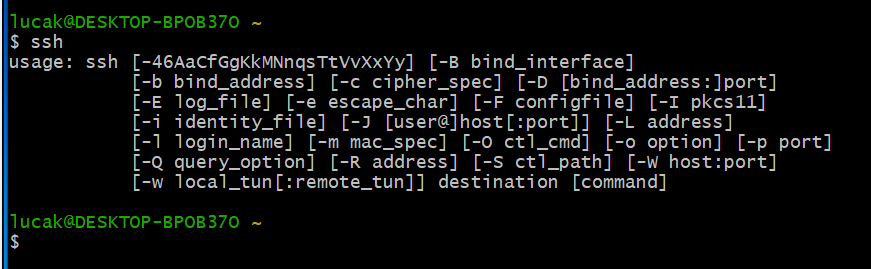 lucak@DESKTOP-BPOB37O ~
$ ssh
usage: ssh [-46AaCfGgKkMNnqsTtVvXxYy] [-B bind_interface]
           [-b bind_address] [-c cipher_spec] [-D [bind_address:]port]
           [-E log_file] [-e escape_char] [-F configfile] [-I pkcs11]
           [-i identity_file] [-J [user@]host[:port]] [-L address]
           [-l login_name] [-m mac_spec] [-O ctl_cmd] [-o option] [-p port]
           [-Q query_option] [-R address] [-S ctl_path] [-W host:port]
           [-w local_tun[:remote_tun]] destination [command]
lucak@DESKTOP-BPOB37O ~
$